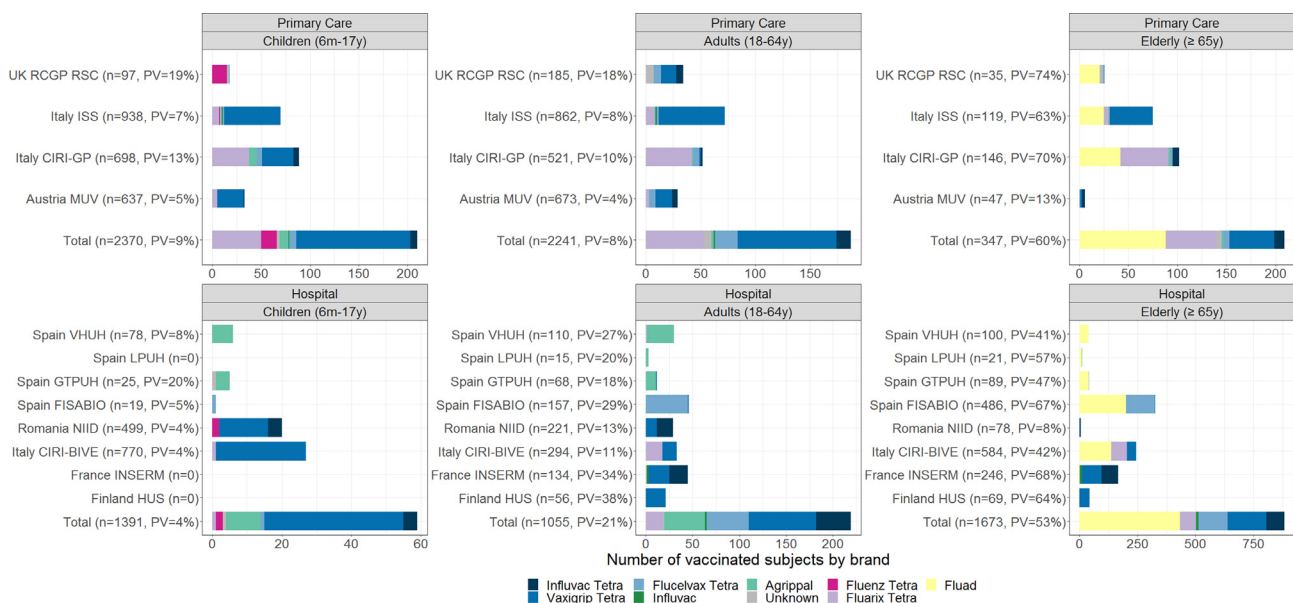 Primary Care
Children (6m-17y)
UK RCGP RSC (n=97, PV=19%)
Italy ISS (n=938, PV=7%)
Italy CIRI-GP (n=698, PV=13%)
Austria MUV (n=637, PV=5%)
Total (n=2370, PV=9%)
0 50 100 150 200
Primary Care
Adults (18-64y)
UK RCGP RSC (n=185, PV=18%)
Italy ISS (n=862, PV=8%)
Italy CIRI-GP (n=521, PV=10%)
Austria MUV (n=673, PV=4%)
Total (n=2241, PV=8%)
0 50 100 150
Primary Care
Elderly (≥ 65y)
UK RCGP RSC (n=35, PV=74%)
Italy ISS (n=119, PV=63%)
Italy CIRI-GP (n=146, PV=70%)
Austria MUV (n=47, PV=13%)
Total (n=347, PV=60%)
0 50 100 150 200
Hospital
Children (6m-17y)
Spain VHUH (n=78, PV=8%)
Spain LPUH (n=0)
Spain GTPUH (n=25, PV=20%)
Spain FISABIO (n=19, PV=5%)
Romania NIID (n=499, PV=4%)
Italy CIRI-BIVE (n=770, PV=4%)
France INSERM (n=0)
Finland HUS (n=0)
Total (n=1391, PV=4%)
0 20 40 60
Hospital
Adults (18-64y)
Spain VHUH (n=110, PV=27%)
Spain LPUH (n=15, PV=20%)
Spain GTPUH (n=68, PV=18%)
Spain FISABIO (n=157, PV=29%)
Romania NIID (n=221, PV=13%)
Italy CIRI-BIVE (n=294, PV=11%)
France INSERM (n=134, PV=34%)
Finland HUS (n=56, PV=38%)
Total (n=1055, PV=21%)
0 50 100 150 200
Hospital
Elderly (≥ 65y)
Spain VHUH (n=100, PV=41%)
Spain LPUH (n=21, PV=57%)
Spain GTPUH (n=89, PV=47%)
Spain FISABIO (n=486, PV=67%)
Romania NIID (n=78, PV=8%)
Italy CIRI-BIVE (n=584, PV=42%)
France INSERM (n=246, PV=68%)
Finland HUS (n=69, PV=64%)
Total (n=1673, PV=53%)
0 250 500 750
Number of vaccinated subjects by brand
Influvac Tetra Flucelvax Tetra Agrippal Fluenz Tetra Fluad
Vaxigrip Tetra Influvac Unknown Fluarix Tetra